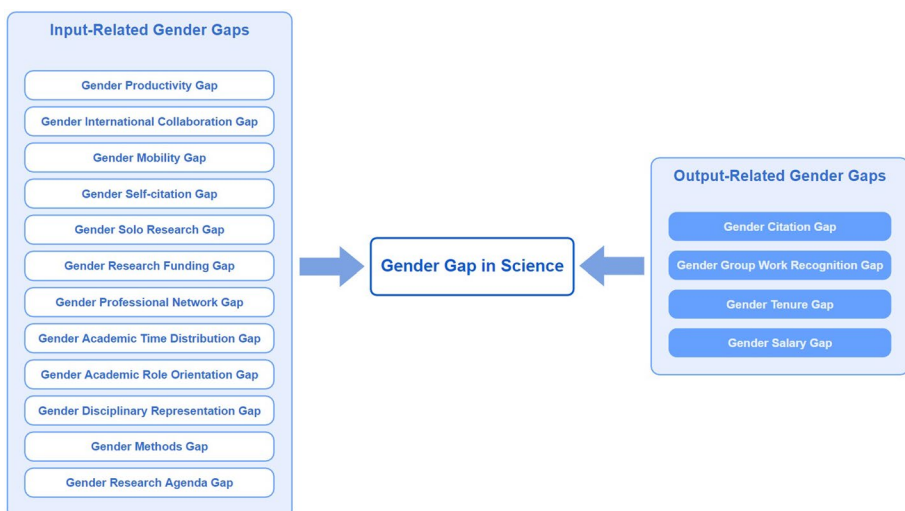 Input-Related Gender Gaps
Gender Productivity Gap
Gender International Collaboration Gap
Gender Mobility Gap
Gender Self-citation Gap
Gender Solo Research Gap
Gender Research Funding Gap
Gender Professional Network Gap
Gender Academic Time Distribution Gap
Gender Academic Role Orientation Gap
Gender Disciplinary Representation Gap
Gender Methods Gap
Gender Research Agenda Gap
Gender Gap in Science
Output-Related Gender Gaps
Gender Citation Gap
Gender Group Work Recognition Gap
Gender Tenure Gap
Gender Salary Gap